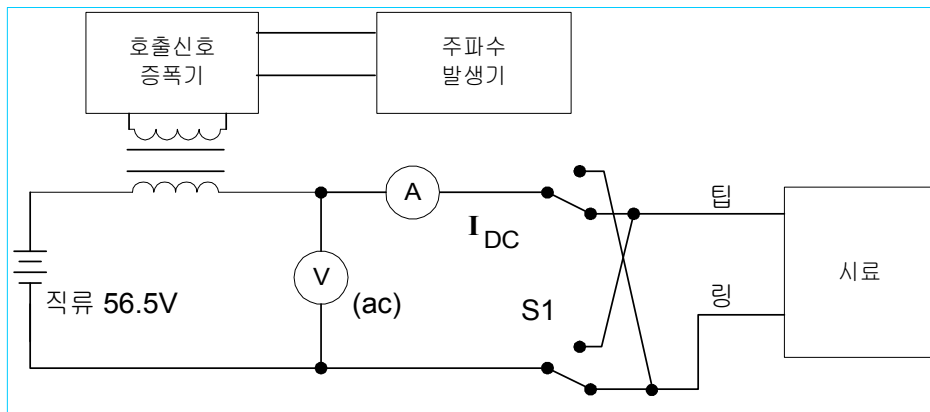 호출신호
증폭기
주파수
발생기
A
I DC
팁
V
(ac)
직류 56.5V
S1
링
시료